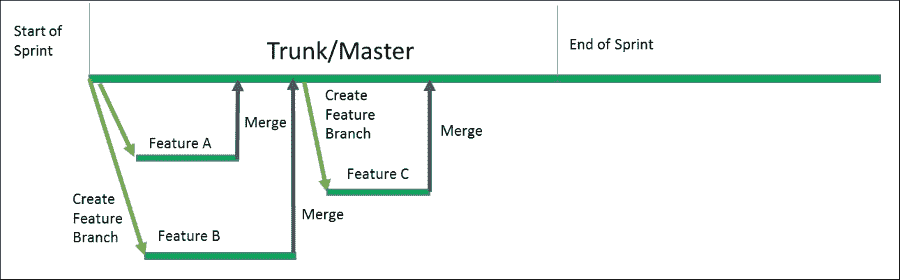 Start of
Sprint
Trunk/Master
End of Sprint
Create
Feature
Branch
Merge
Merge
Feature A
Feature C
Create
Feature
Branch
Merge
Feature B